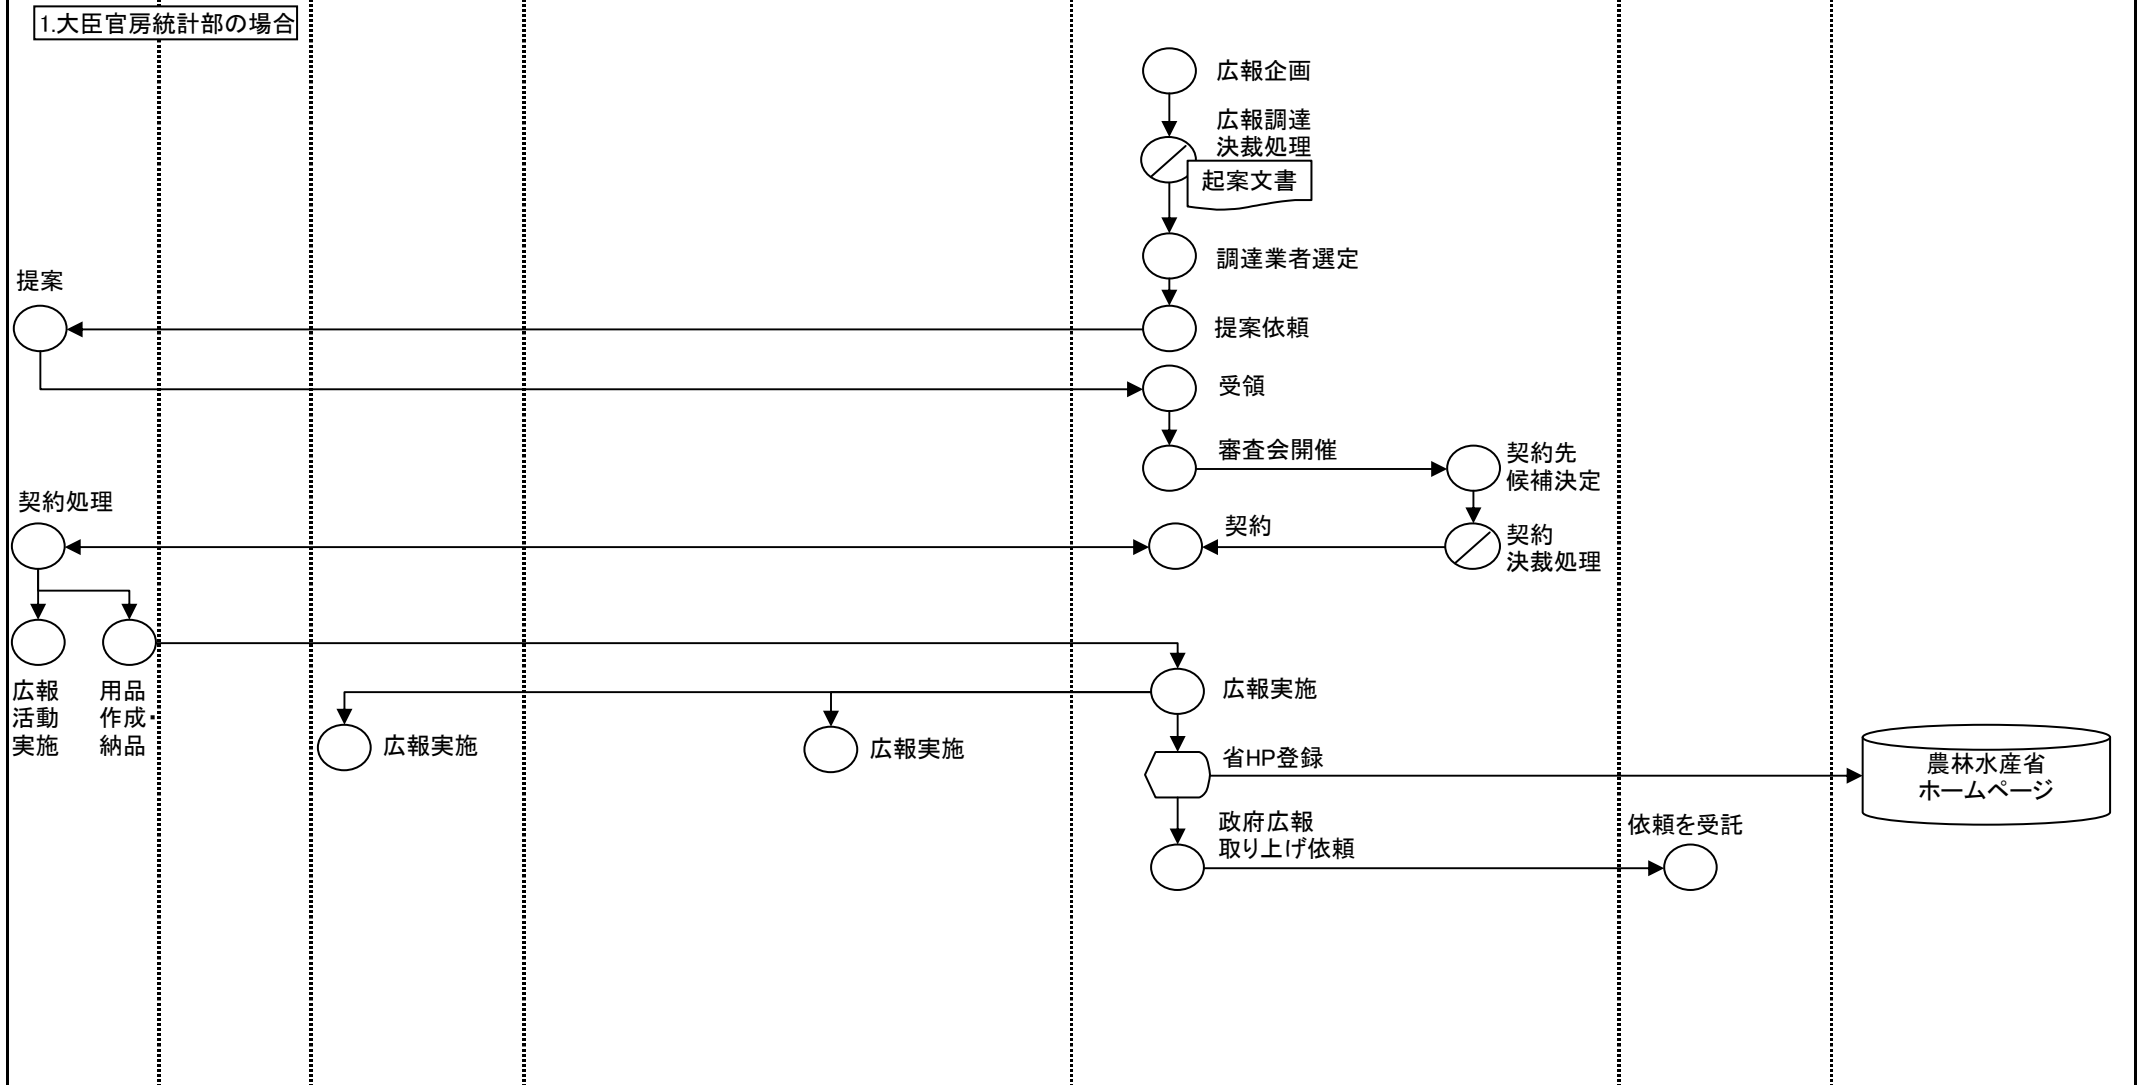 1.大臣官房統計部の場合
広報企画
広報調達
決裁処理
起案文書
調達業者選定
提案
提案依頼
受領
審査会開催
契約先
候補決定
契約処理
契約
契約
決裁処理
広報
活動
実施
用品
作成・
納品
広報実施
広報実施
広報実施
省HP登録
農林水産省
ホームページ
政府広報
取り上げ依頼
依頼を受託